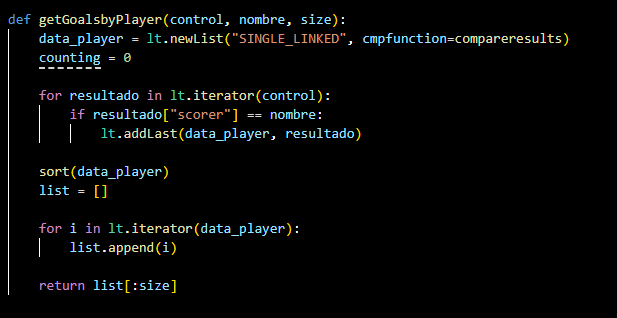 def getGoalsbyPlayer(control, nombre, size):
    data_player = lt.newList("SINGLE_LINKED", cmpfunction=compareresults)
    counting = 0
    for resultado in lt.iterator(control):
        if resultado["scorer"] == nombre:
            lt.addLast(data_player, resultado)
    sort(data_player)
    list = []
    for i in lt.iterator(data_player):
        list.append(i)
    return list[:size]